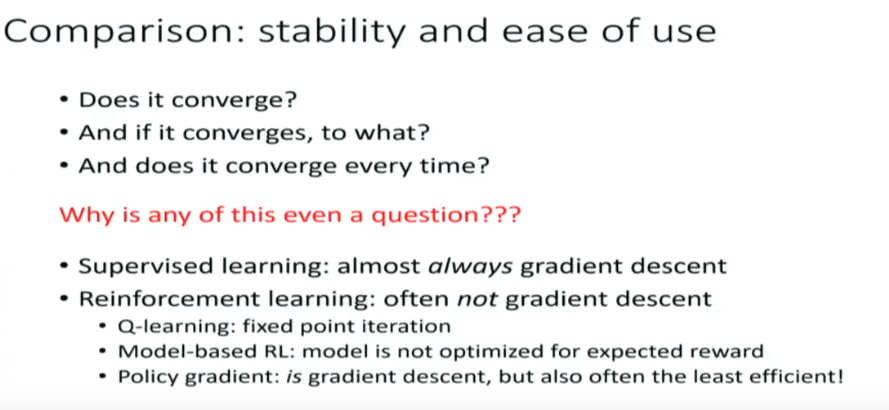 Comparison: stability and ease of use
• Does it converge?
• And if it converges, to what?
• And does it converge every time?
Why is any of this even a question???
• Supervised learning: almost always gradient descent
• Reinforcement learning: often not gradient descent
• Q-learning: fixed point iteration
• Model-based RL: model is not optimized for expected reward
• Policy gradient: is gradient descent, but also often the least efficient!